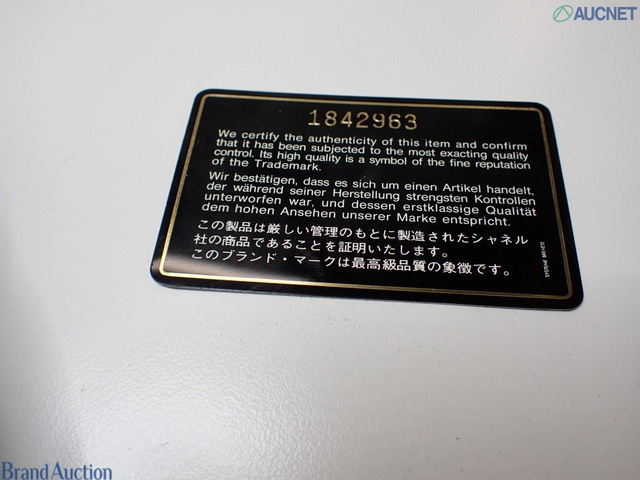 AUCNET
1842963
We certify the authenticity of this item and confirm
that it has been subjected to the most exacting quality
control. Its high quality is a symbol of the fine reputation
of the Trademark.
Wir bestätigen, dass es sich um einen Artikel handelt,
der während seiner Herstellung strengsten Kontrollen
unterworfen war, und dessen erstklassige Qualität
dem hohen Ansehen unserer Marke entspricht.
この製品は厳しい管理のもとに製造されたシャネル
社の商品であることを証明いたします。
このブランド・マークは最高級品質の象徴です。
Brand Auction